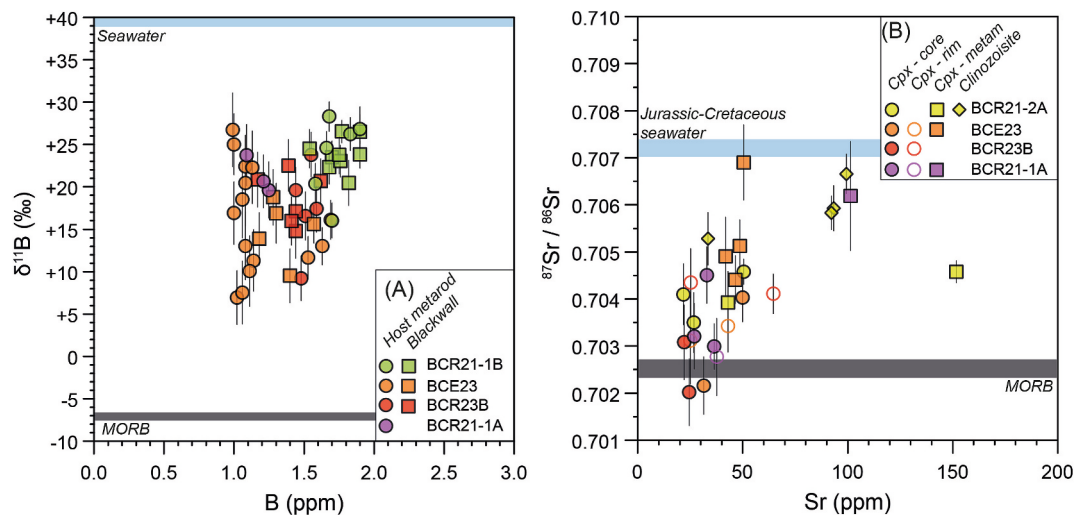 +40
+35
+30
+25
+20
+15
+10
+5
0
-5
-10
0.0 0.5 1.0 1.5 2.0 2.5 3.0
δ¹¹B (‰)
B (ppm)
Seawater
MORB
(A)
Host metarod
Blackwall
BCR21-1B
BCE23
BCR23B
BCR21-1A
0.710
0.709
0.708
0.707
0.706
0.705
0.704
0.703
0.702
0.701
0 50 100 150 200
⁸⁷Sr / ⁸⁶Sr
Sr (ppm)
Jurassic-Cretaceous
seawater
MORB
(B)
Cpx - core
Cpx - rim
Cpx - metam
Clinozoisite
BCR21-2A
BCE23
BCR23B
BCR21-1A